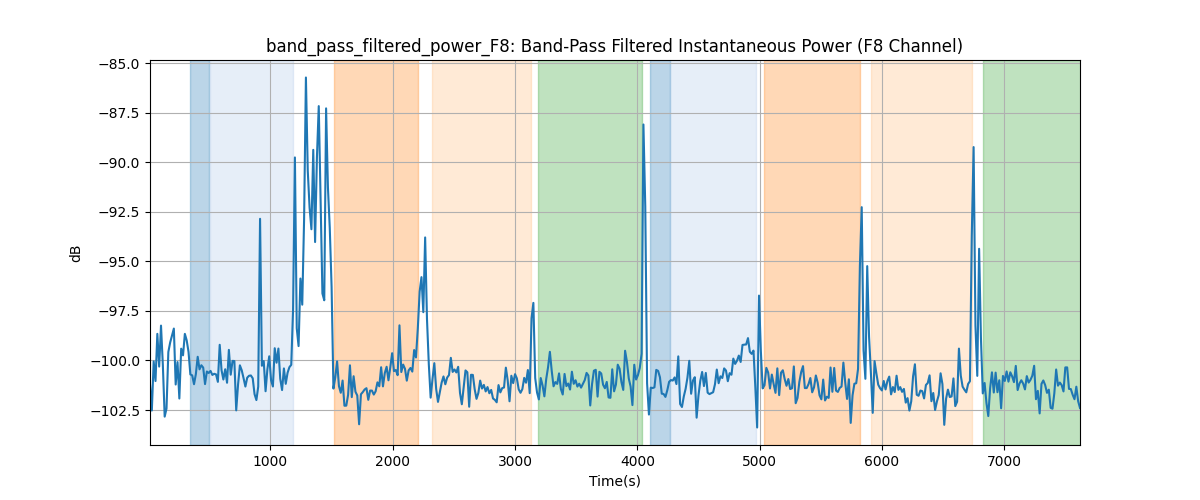 band_pass_filtered_power_F8: Band-Pass Filtered Instantaneous Power (F8 Channel)
−85.0
−87.5
−90.0
−92.5
−95.0
−97.5
−100.0
−102.5
dB
1000 2000 3000 4000 5000 6000 7000
Time(s)